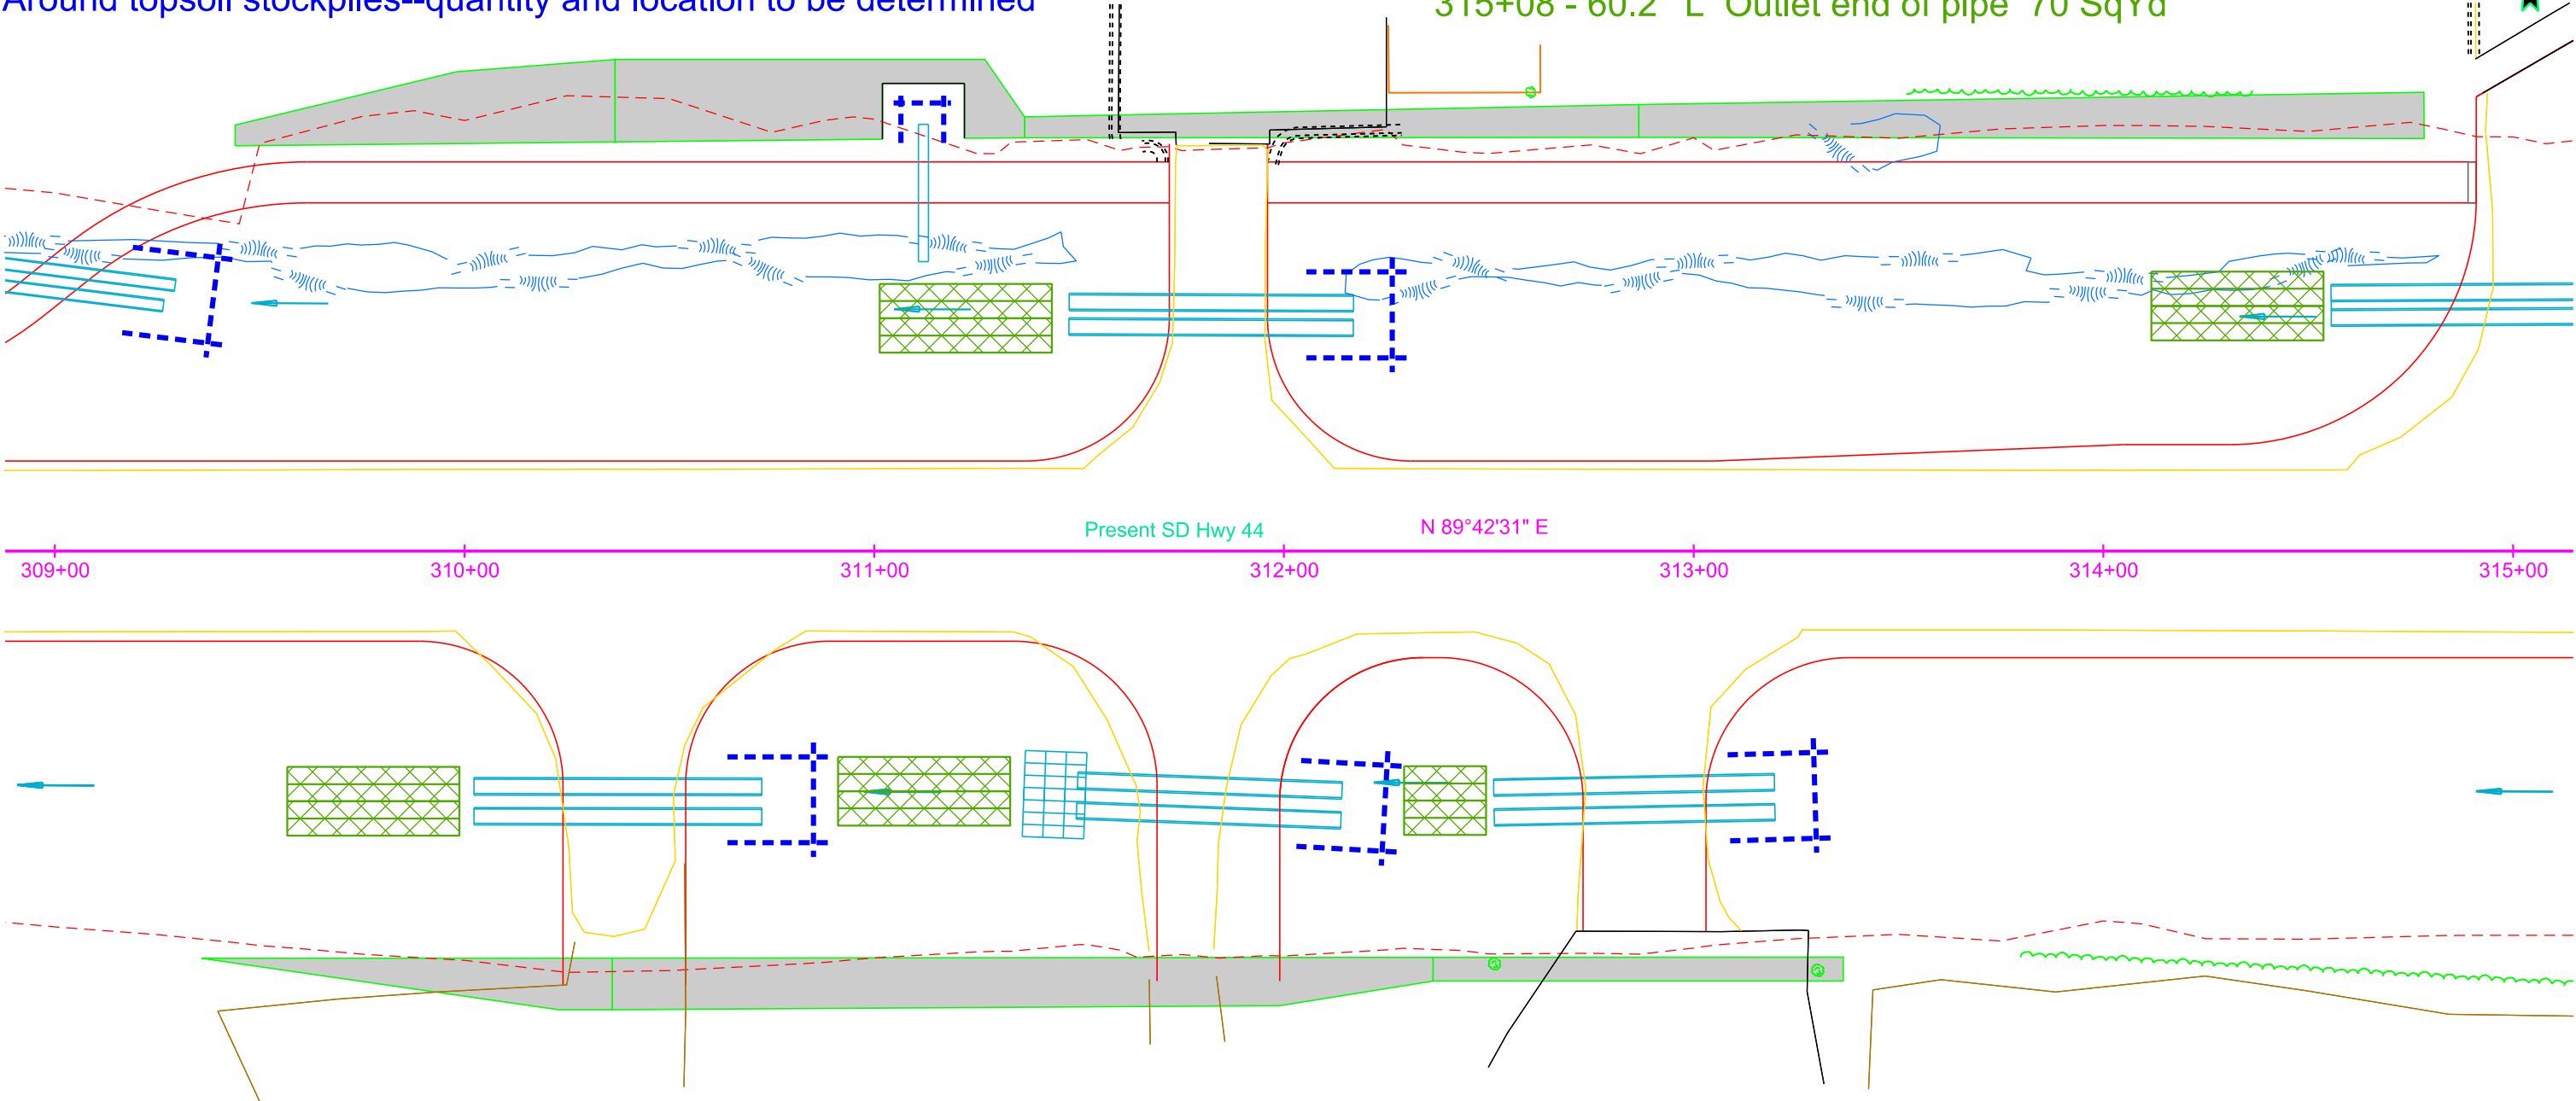 Around topsoil stockpiles--quantity and location to be determined
315+08 - 60.2' L Outlet end of pipe 70 SqYd
Present SD Hwy 44
N 89°42'31" E
309+00
310+00
311+00
312+00
313+00
314+00
315+00